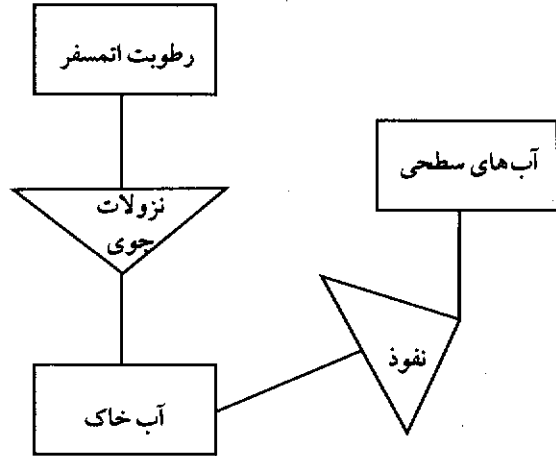 رطوبت اتمسفر
آب‌های سطحی
نزولات
جوی
نفوذ
آب خاک